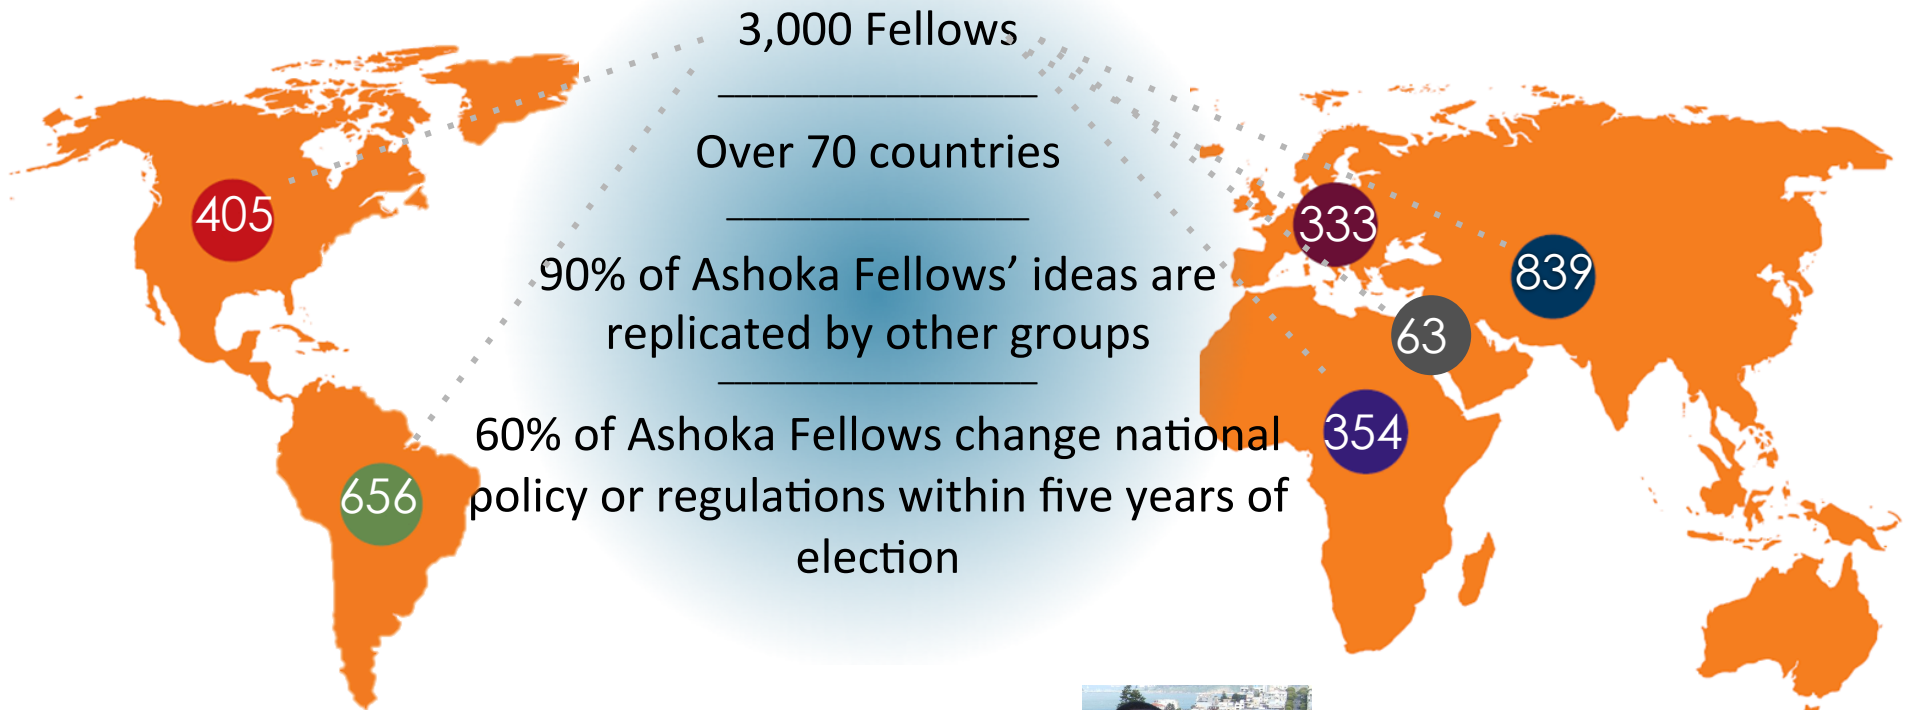 3,000 Fellows
Over 70 countries
90% of Ashoka Fellows’ ideas are
replicated by other groups
60% of Ashoka Fellows change national
policy or regulations within five years of
election
405
656
333
839
63
354